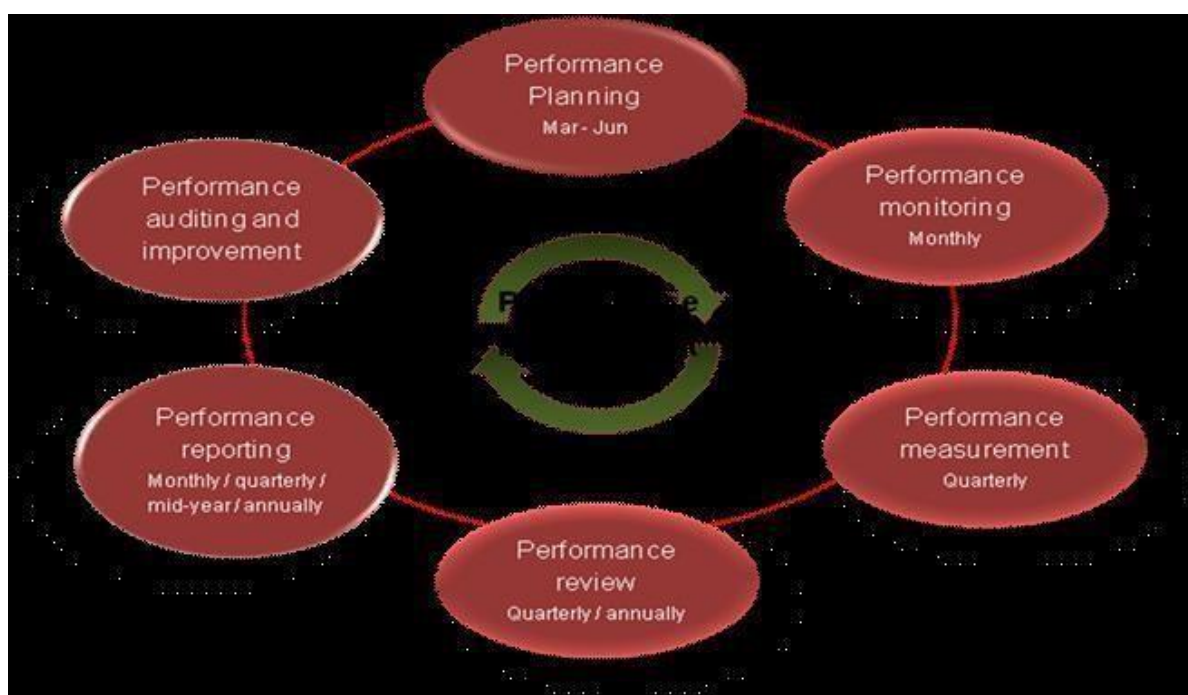 Performance
Planning
Mar - Jun
Performance
monitoring
Monthly
Performance
measurement
Quarterly
Performance
review
Quarterly / annually
Performance
reporting
Monthly / quarterly /
mid-year / annually
Performance
auditing and
improvement